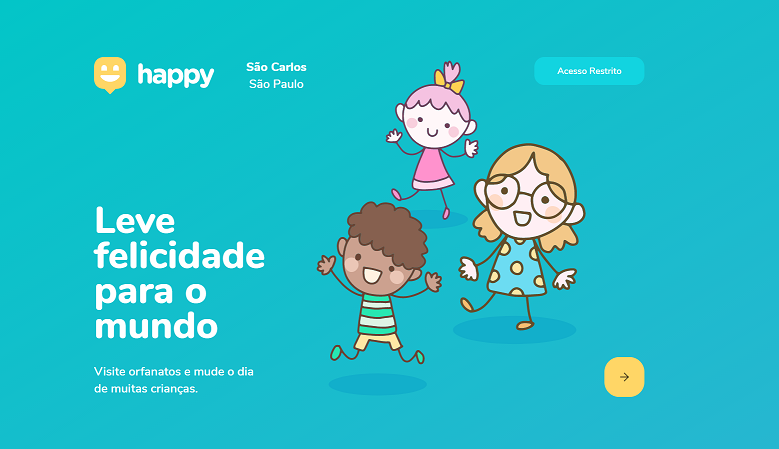 happy
São Carlos
São Paulo
Acesso Restrito
Leve
felicidade
para o
mundo
Visite orfanatos e mude o dia
de muitas crianças.